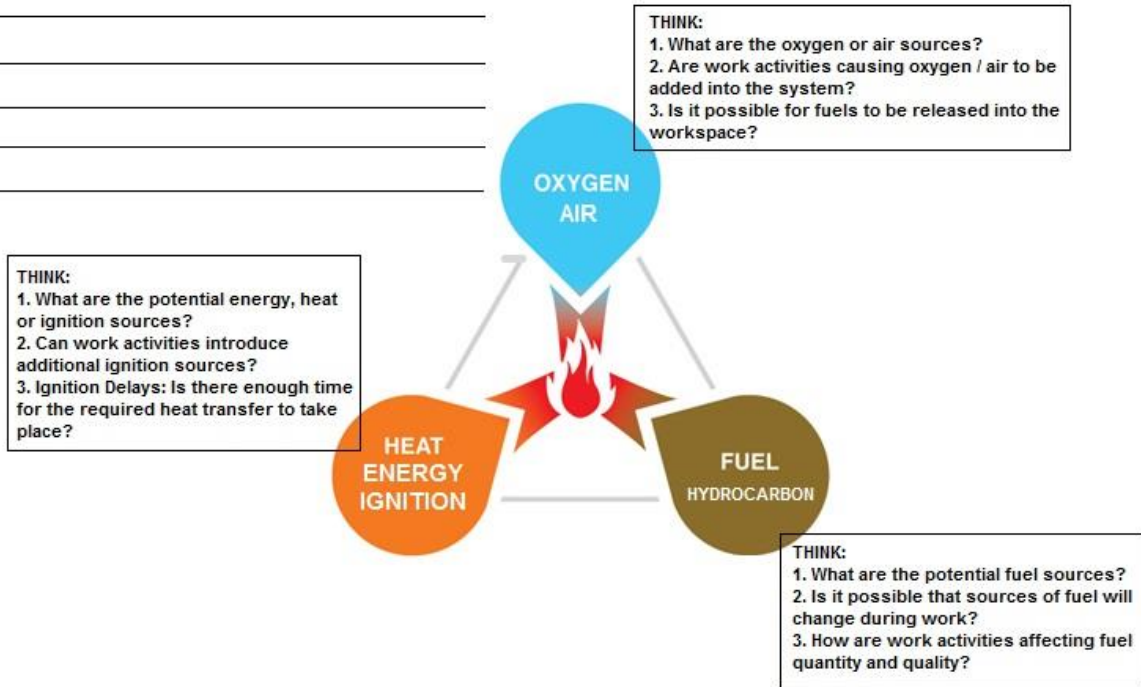 THINK:
1. What are the oxygen or air sources?
2. Are work activities causing oxygen / air to be
added into the system?
3. Is it possible for fuels to be released into the
workspace?
OXYGEN
AIR
THINK:
1. What are the potential energy, heat
or ignition sources?
2. Can work activities introduce
additional ignition sources?
3. Ignition Delays: Is there enough time
for the required heat transfer to take
place?
HEAT
ENERGY
IGNITION
FUEL
HYDROCARBON
THINK:
1. What are the potential fuel sources?
2. Is it possible that sources of fuel will
change during work?
3. How are work activities affecting fuel
quantity and quality?